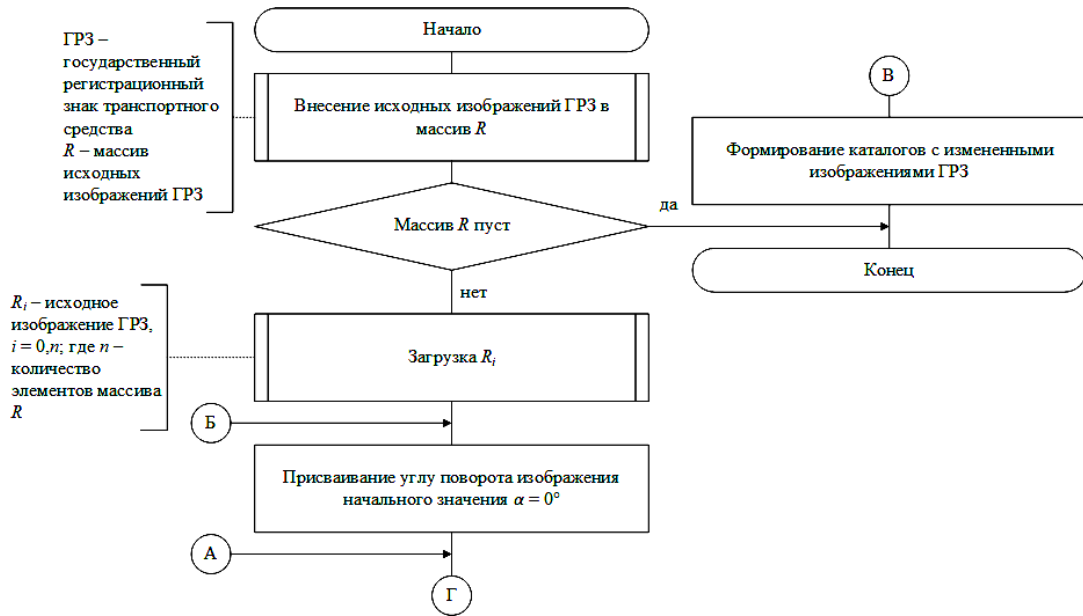 ГРЗ –
государственный
регистрационный
знак транспортного
средства
R – массив
исходных
изображений ГРЗ
Начало
Внесение исходных изображений ГРЗ в
массив R
Массив R пуст
да
нет
В
Формирование каталогов с измененными
изображениями ГРЗ
Конец
Ri – исходное
изображение ГРЗ,
i = 0,n; где n –
количество
элементов массива
R
Загрузка Ri
Б
Присваивание углу поворота изображения
начального значения α = 0°
А
Г